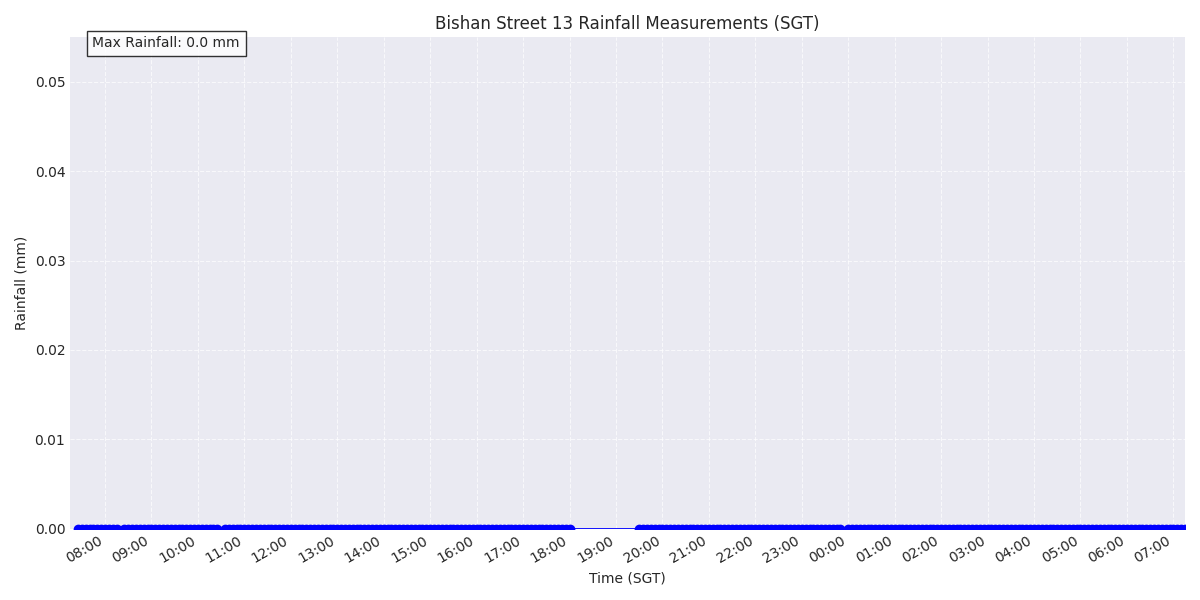 Bishan Street 13 Rainfall Measurements (SGT)
Max Rainfall: 0.0 mm
0.05
0.04
0.03
0.02
0.01
0.00
Rainfall (mm)
08:00 09:00 10:00 11:00 12:00 13:00 14:00 15:00 16:00 17:00 18:00 19:00 20:00 21:00 22:00 23:00 00:00 01:00 02:00 03:00 04:00 05:00 06:00 07:00
Time (SGT)